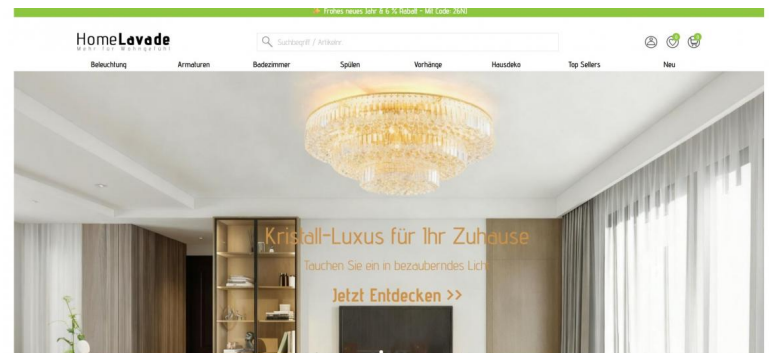 Frohes neues Jahr & 6 % Rabatt - Mit Code: 26NJ
HomeLavade
Mehr für Wohngefühl
Suchbegriff / Artikelnr.
Beleuchtung Armaturen Badezimmer Spülen Vorhänge Hausdeko Top Sellers Neu
Kristall-Luxus für Ihr Zuhause
Tauchen Sie ein in bezauberndes Licht
Jetzt Entdecken >>